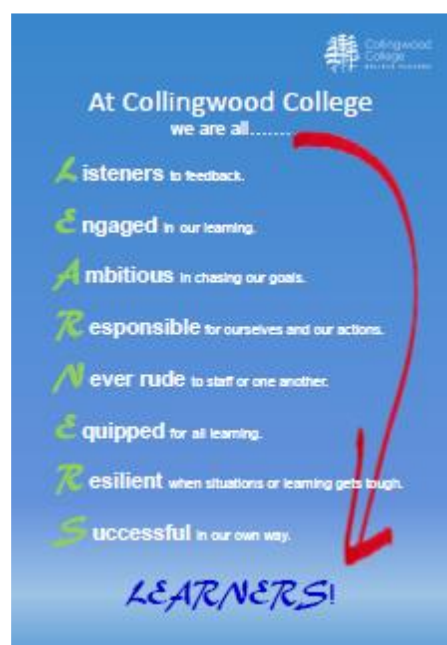 Collingwood
College
At Collingwood College
we are all........
Listeners to feedback.
Engaged in our learning.
Ambitious in chasing our goals.
Responsible for ourselves and our actions.
Never rude to staff or one another.
Equipped for all learning.
Resilient when situations or learning gets tough.
Successful in our own way.
LEARNERS!